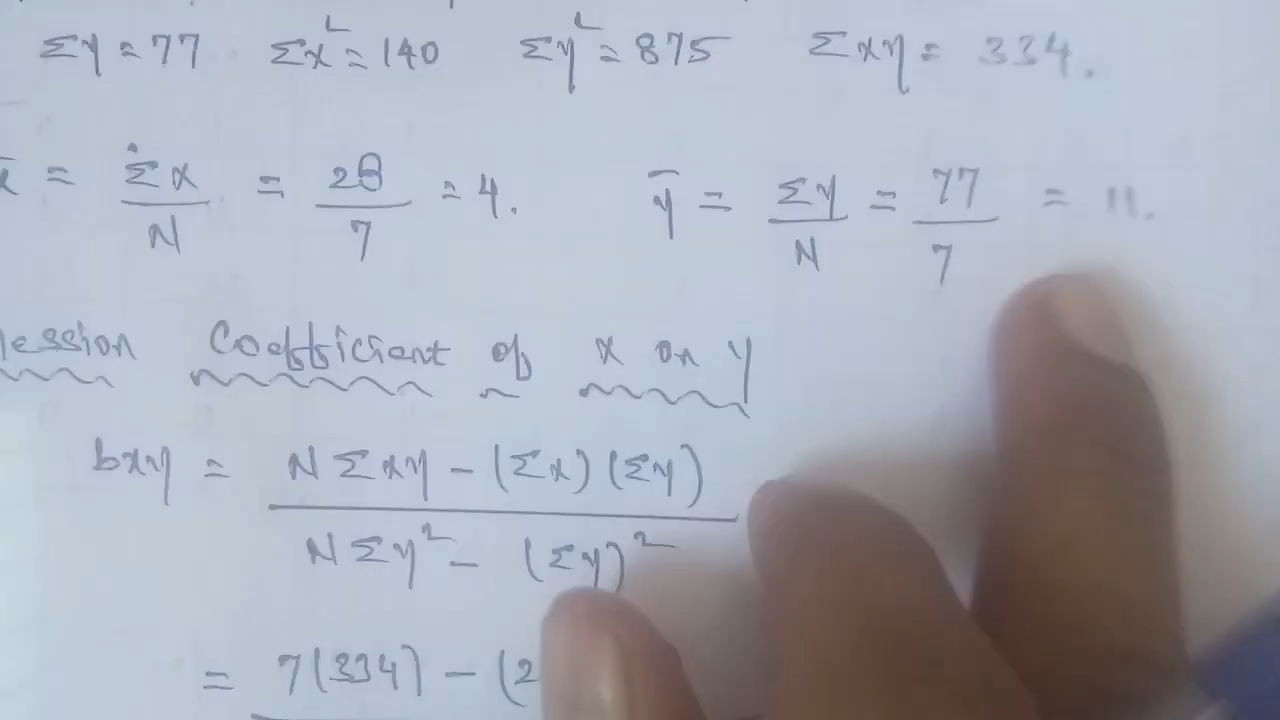 Σy = 77 Σx² = 140 Σy² = 875 Σxy = 334.
x̄ = Σx/N = 28/7 = 4. ȳ = Σy/N = 77/7 = 11.
ession Coefficient of x on y
bxy = NΣxy - (Σx)(Σy) / NΣy² - (Σy)²
= 7(334) - (2